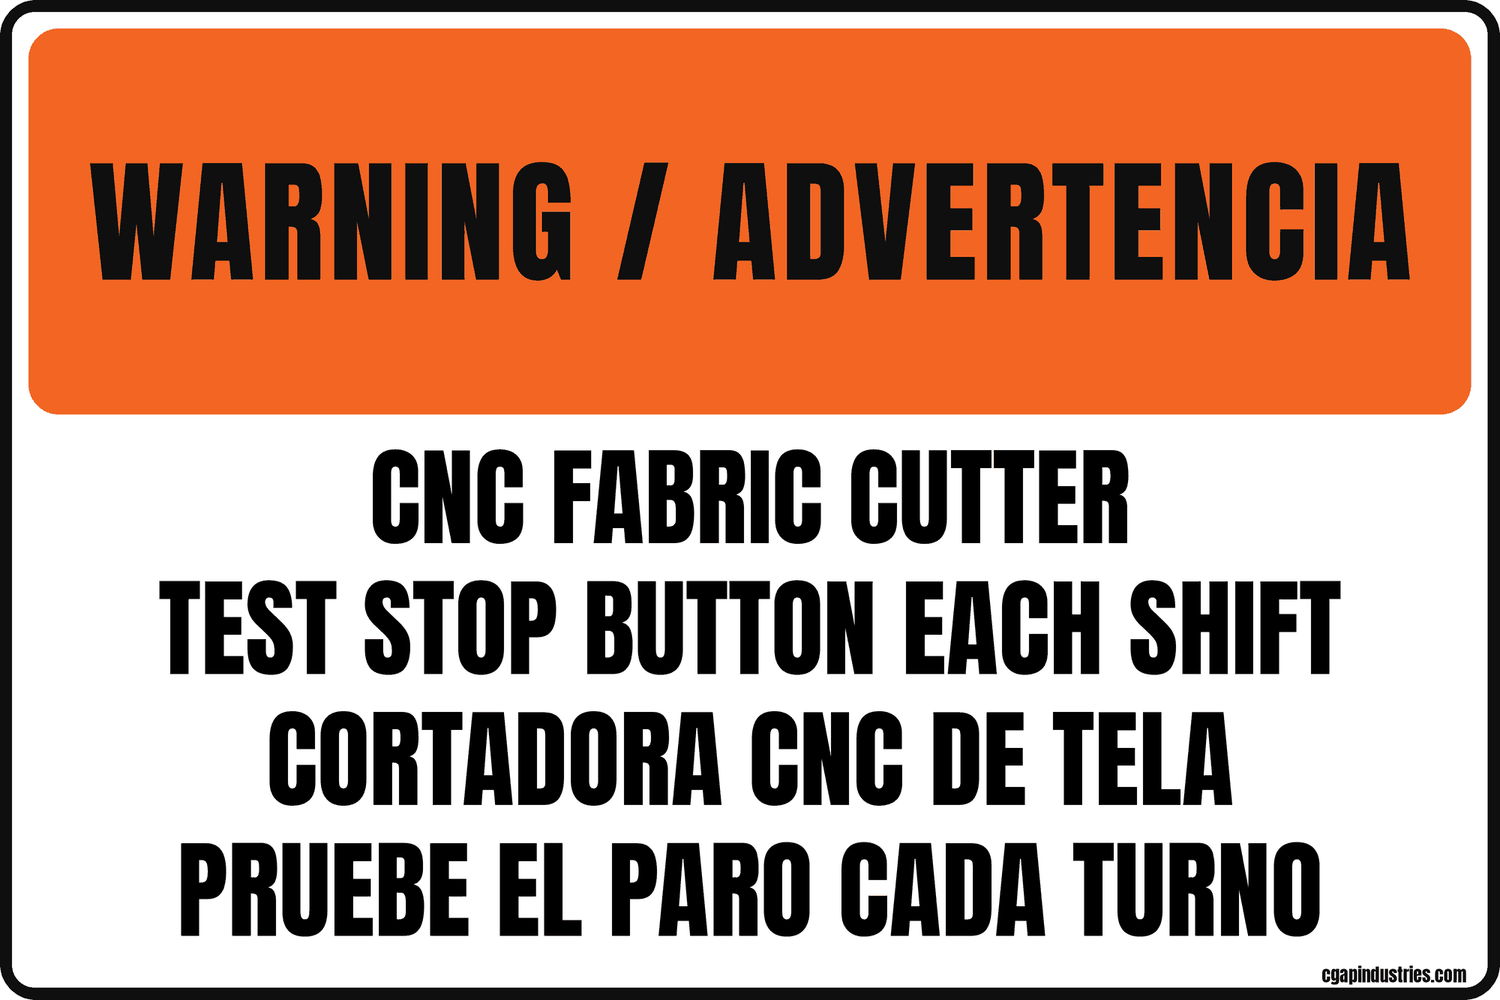 WARNING / ADVERTENCIA
CNC FABRIC CUTTER
TEST STOP BUTTON EACH SHIFT
CORTADORA CNC DE TELA
PRUEBE EL PARO CADA TURNO
cgapindustries.com